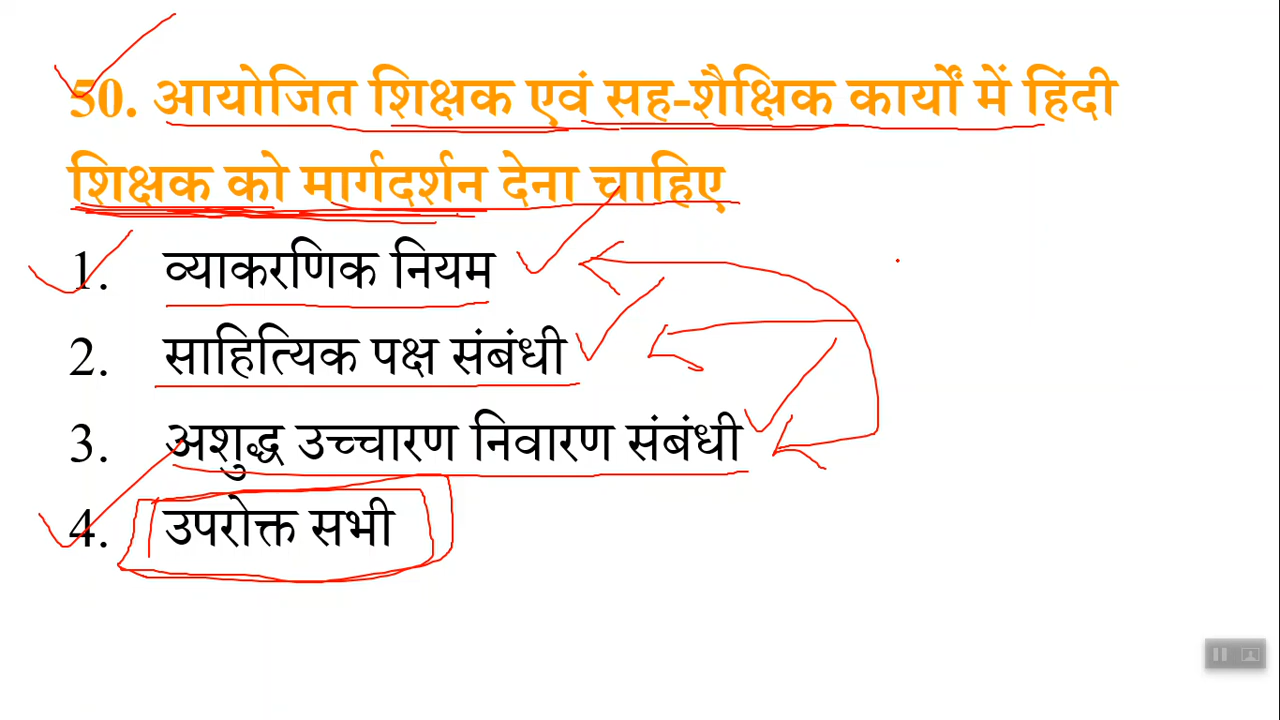 50. आयोजित शिक्षक एवं सह-शैक्षिक कार्यों में हिंदी
शिक्षक को मार्गदर्शन देना चाहिए
1. व्याकरणिक नियम
2. साहित्यिक पक्ष संबंधी
3. अशुद्ध उच्चारण निवारण संबंधी
4. उपरोक्त सभी